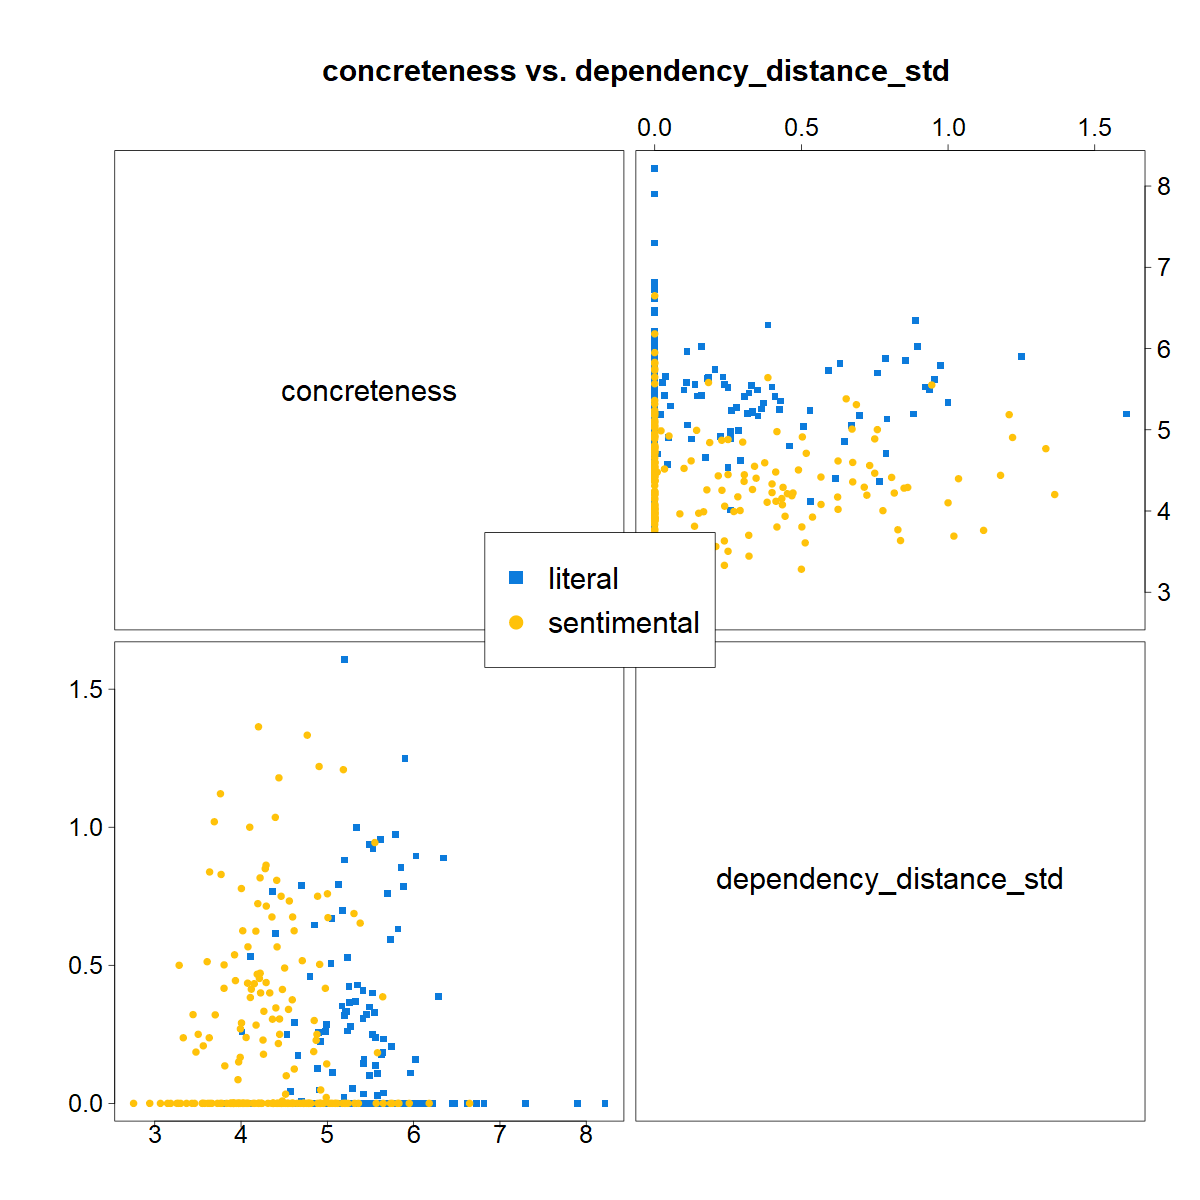 concreteness vs. dependency_distance_std
0.0 0.5 1.0 1.5
concreteness
8
7
6
5
4
3
literal
sentimental
1.5
1.0
0.5
0.0
dependency_distance_std
3 4 5 6 7 8